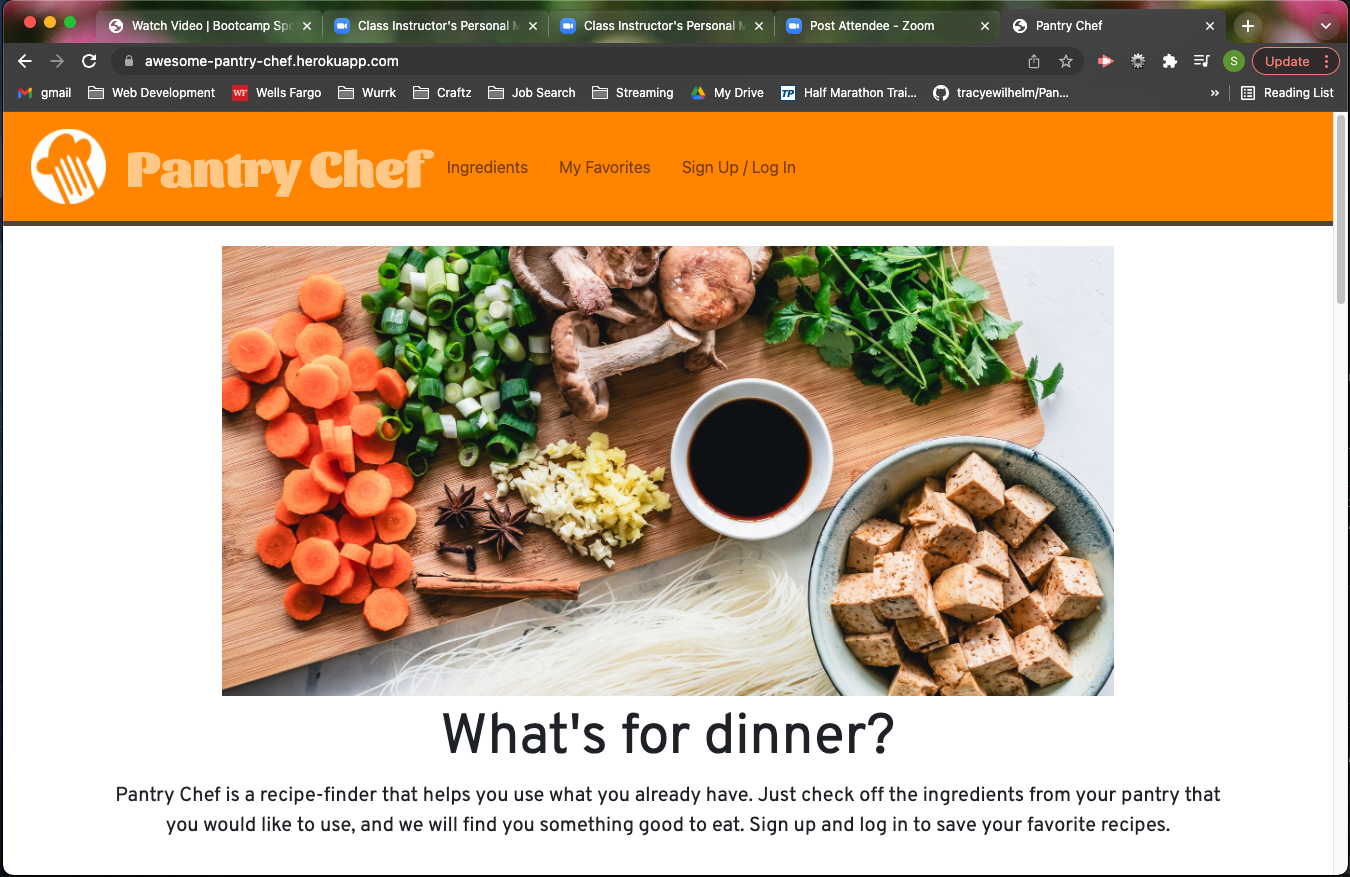 Watch Video | Bootcamp Spo
Class Instructor's Personal M
Class Instructor's Personal M
Post Attendee - Zoom
Pantry Chef
awesome-pantry-chef.herokuapp.com
S
Update
gmail
Web Development
WF
Wells Fargo
Wurrk
Craftz
Job Search
Streaming
My Drive
TP
Half Marathon Trai...
tracyewilhelm/Pan...
»
Reading List
Pantry Chef
Ingredients
My Favorites
Sign Up / Log In
What's for dinner?
Pantry Chef is a recipe-finder that helps you use what you already have. Just check off the ingredients from your pantry that
you would like to use, and we will find you something good to eat. Sign up and log in to save your favorite recipes.